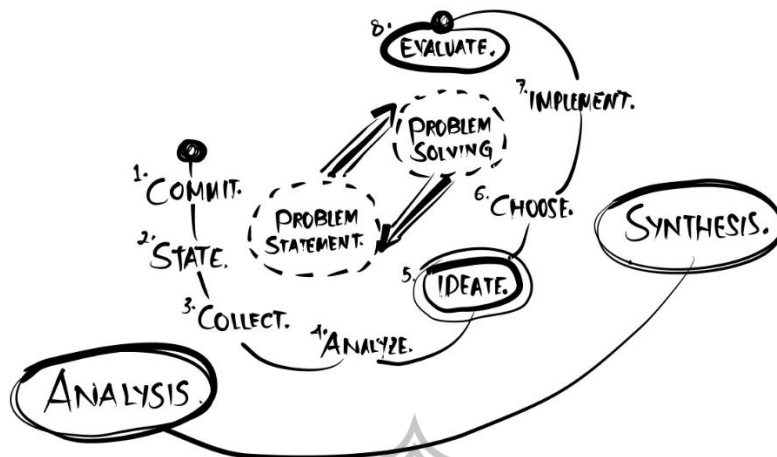 8. EVALUATE.
7. IMPLEMENT.
PROBLEM
SOLVING
1. COMMIT.
6. CHOOSE.
PROBLEM
STATEMENT.
SYNTHESIS.
2. STATE.
5. IDEATE.
3. COLLECT.
4. ANALYZE.
ANALYSIS.